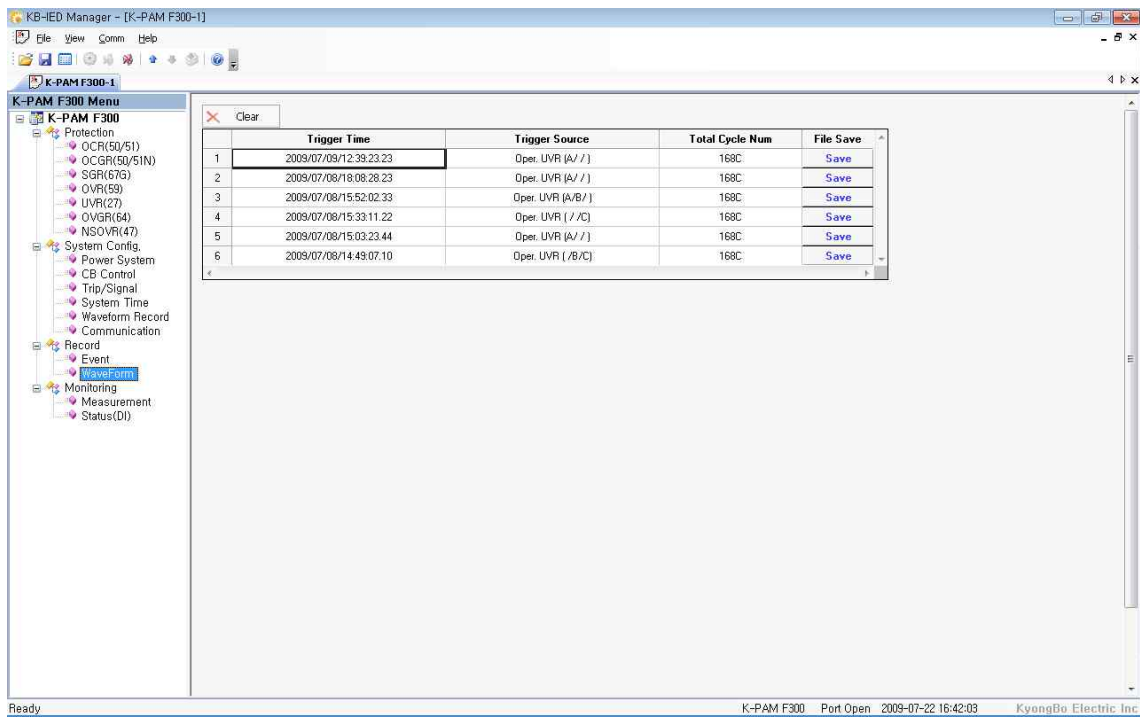 KB-IED Manager - [K-PAM F300-1]
File View Comm Help
K-PAM F300-1
K-PAM F300 Menu
K-PAM F300
Protection
OCR(50/51)
OCGR(50/51N)
SGR(67G)
OVR(59)
UVR(27)
OVGR(64)
NSOVR(47)
System Config,
Power System
CB Control
Trip/Signal
System Time
Waveform Record
Communication
Record
Event
WaveForm
Monitoring
Measurement
Status(DI)
Clear
Trigger Time Trigger Source Total Cycle Num File Save
1 2009/07/09/12:39:23.23 Oper. UVR (A/ / ) 168C Save
2 2009/07/08/18:08:28.23 Oper. UVR (A/ / ) 168C Save
3 2009/07/08/15:52:02.33 Oper. UVR (A/B/ ) 168C Save
4 2009/07/08/15:33:11.22 Oper. UVR ( / /C) 168C Save
5 2009/07/08/15:03:23.44 Oper. UVR (A/ / ) 168C Save
6 2009/07/08/14:49:07.10 Oper. UVR ( /B/C) 168C Save
Ready K-PAM F300 Port Open 2009-07-22 16:42:03 KyongBo Electric Inc